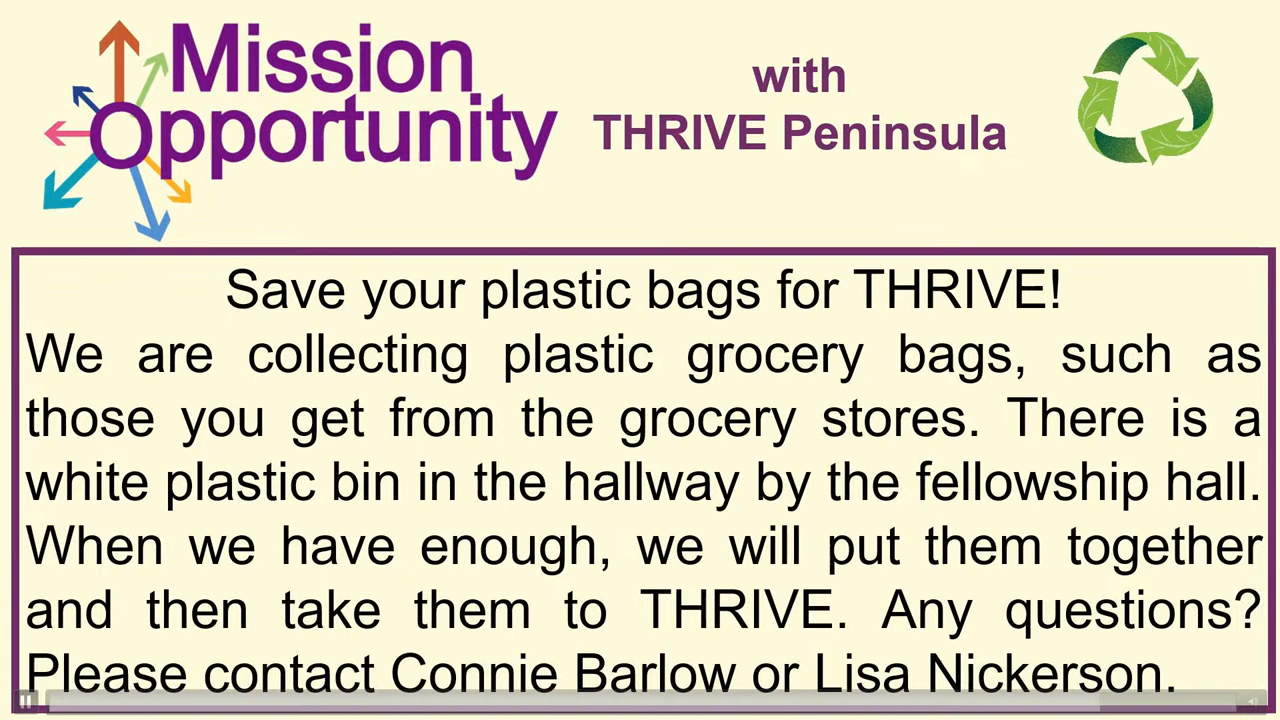 Mission
Opportunity
with
THRIVE Peninsula
Save your plastic bags for THRIVE!
We are collecting plastic grocery bags, such as
those you get from the grocery stores. There is a
white plastic bin in the hallway by the fellowship hall.
When we have enough, we will put them together
and then take them to THRIVE. Any questions?
Please contact Connie Barlow or Lisa Nickerson.